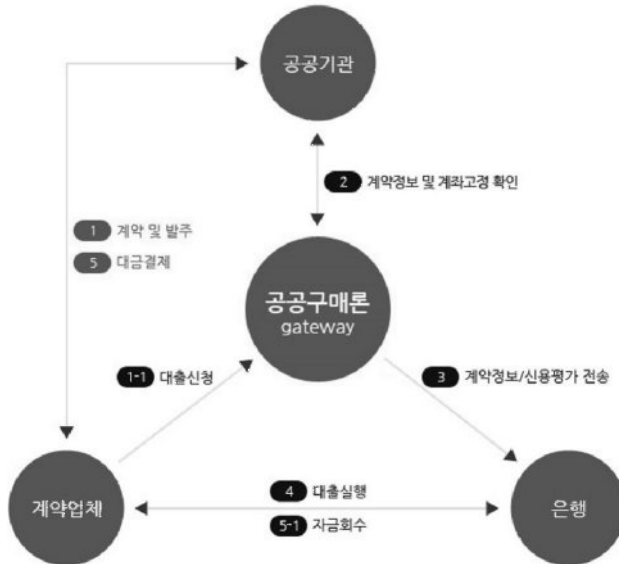 공공기관
2 계약정보 및 계좌고정 확인
1 계약 및 발주
5 대금결제
공공구매론
gateway
1-1 대출신청
3 계약정보/신용평가 전송
계약업체
4 대출실행
5-1 자금회수
은행